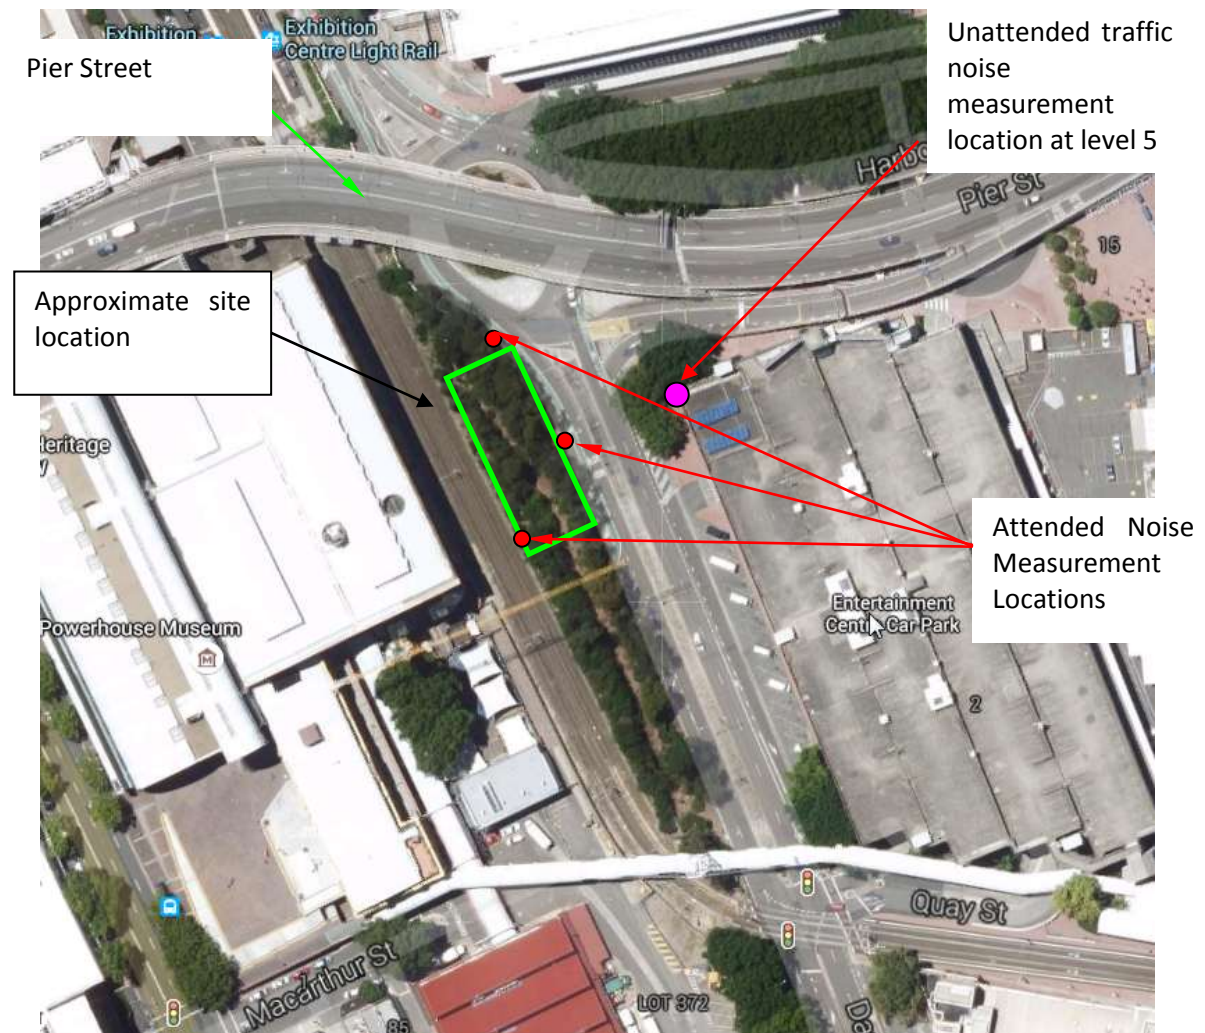 Exhibition
Exhibition
Centre Light Rail
Pier Street
Unattended traffic
noise
measurement
location at level 5
Harbo
Pier St
15
Approximate site
location
Heritage
Attended Noise
Measurement
Locations
Entertainment
Centre Car Park
Powerhouse Museum
M
2
Quay St
Macarthur St
LOT 372
85
Da